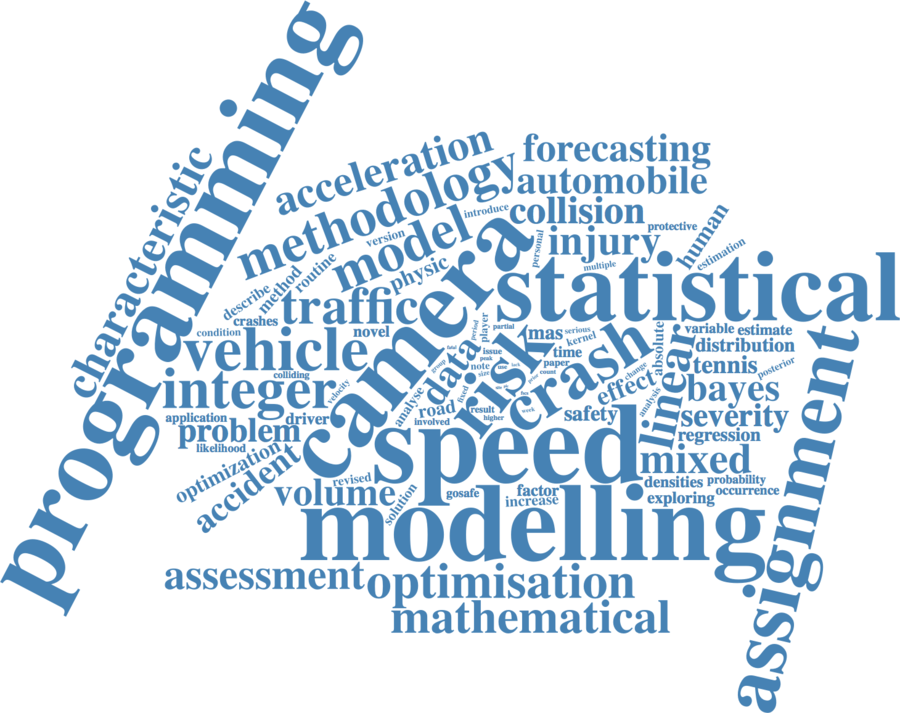 programming
characteristic
acceleration
forecasting
methodology
automobile
introduce
collision
model
version
personal
injury
protective
human
estimation
multiple
physic
routine
method
describe
traffic
camera
statistical
crashes
condition
novel
vehicle
colliding
integer
velocity
application
driver
problem
likelihood
optimization
accident
period
player
partial
mas
serious
kernel
issue
time
paper
data
note
risk
crash
absolute
variable
estimate
distribution
linear
tennis
posterior
effect
change
bayes
analysis
severity
safety
regression
analyse
road
involved
group
fixed
size
peak
result
higher
week
count
prior
speed
mixed
densities
probability
occurrence
exploring
revised
volume
solution
gosafe
factor
increase
modelling
assignment
assessment
optimisation
mathematical